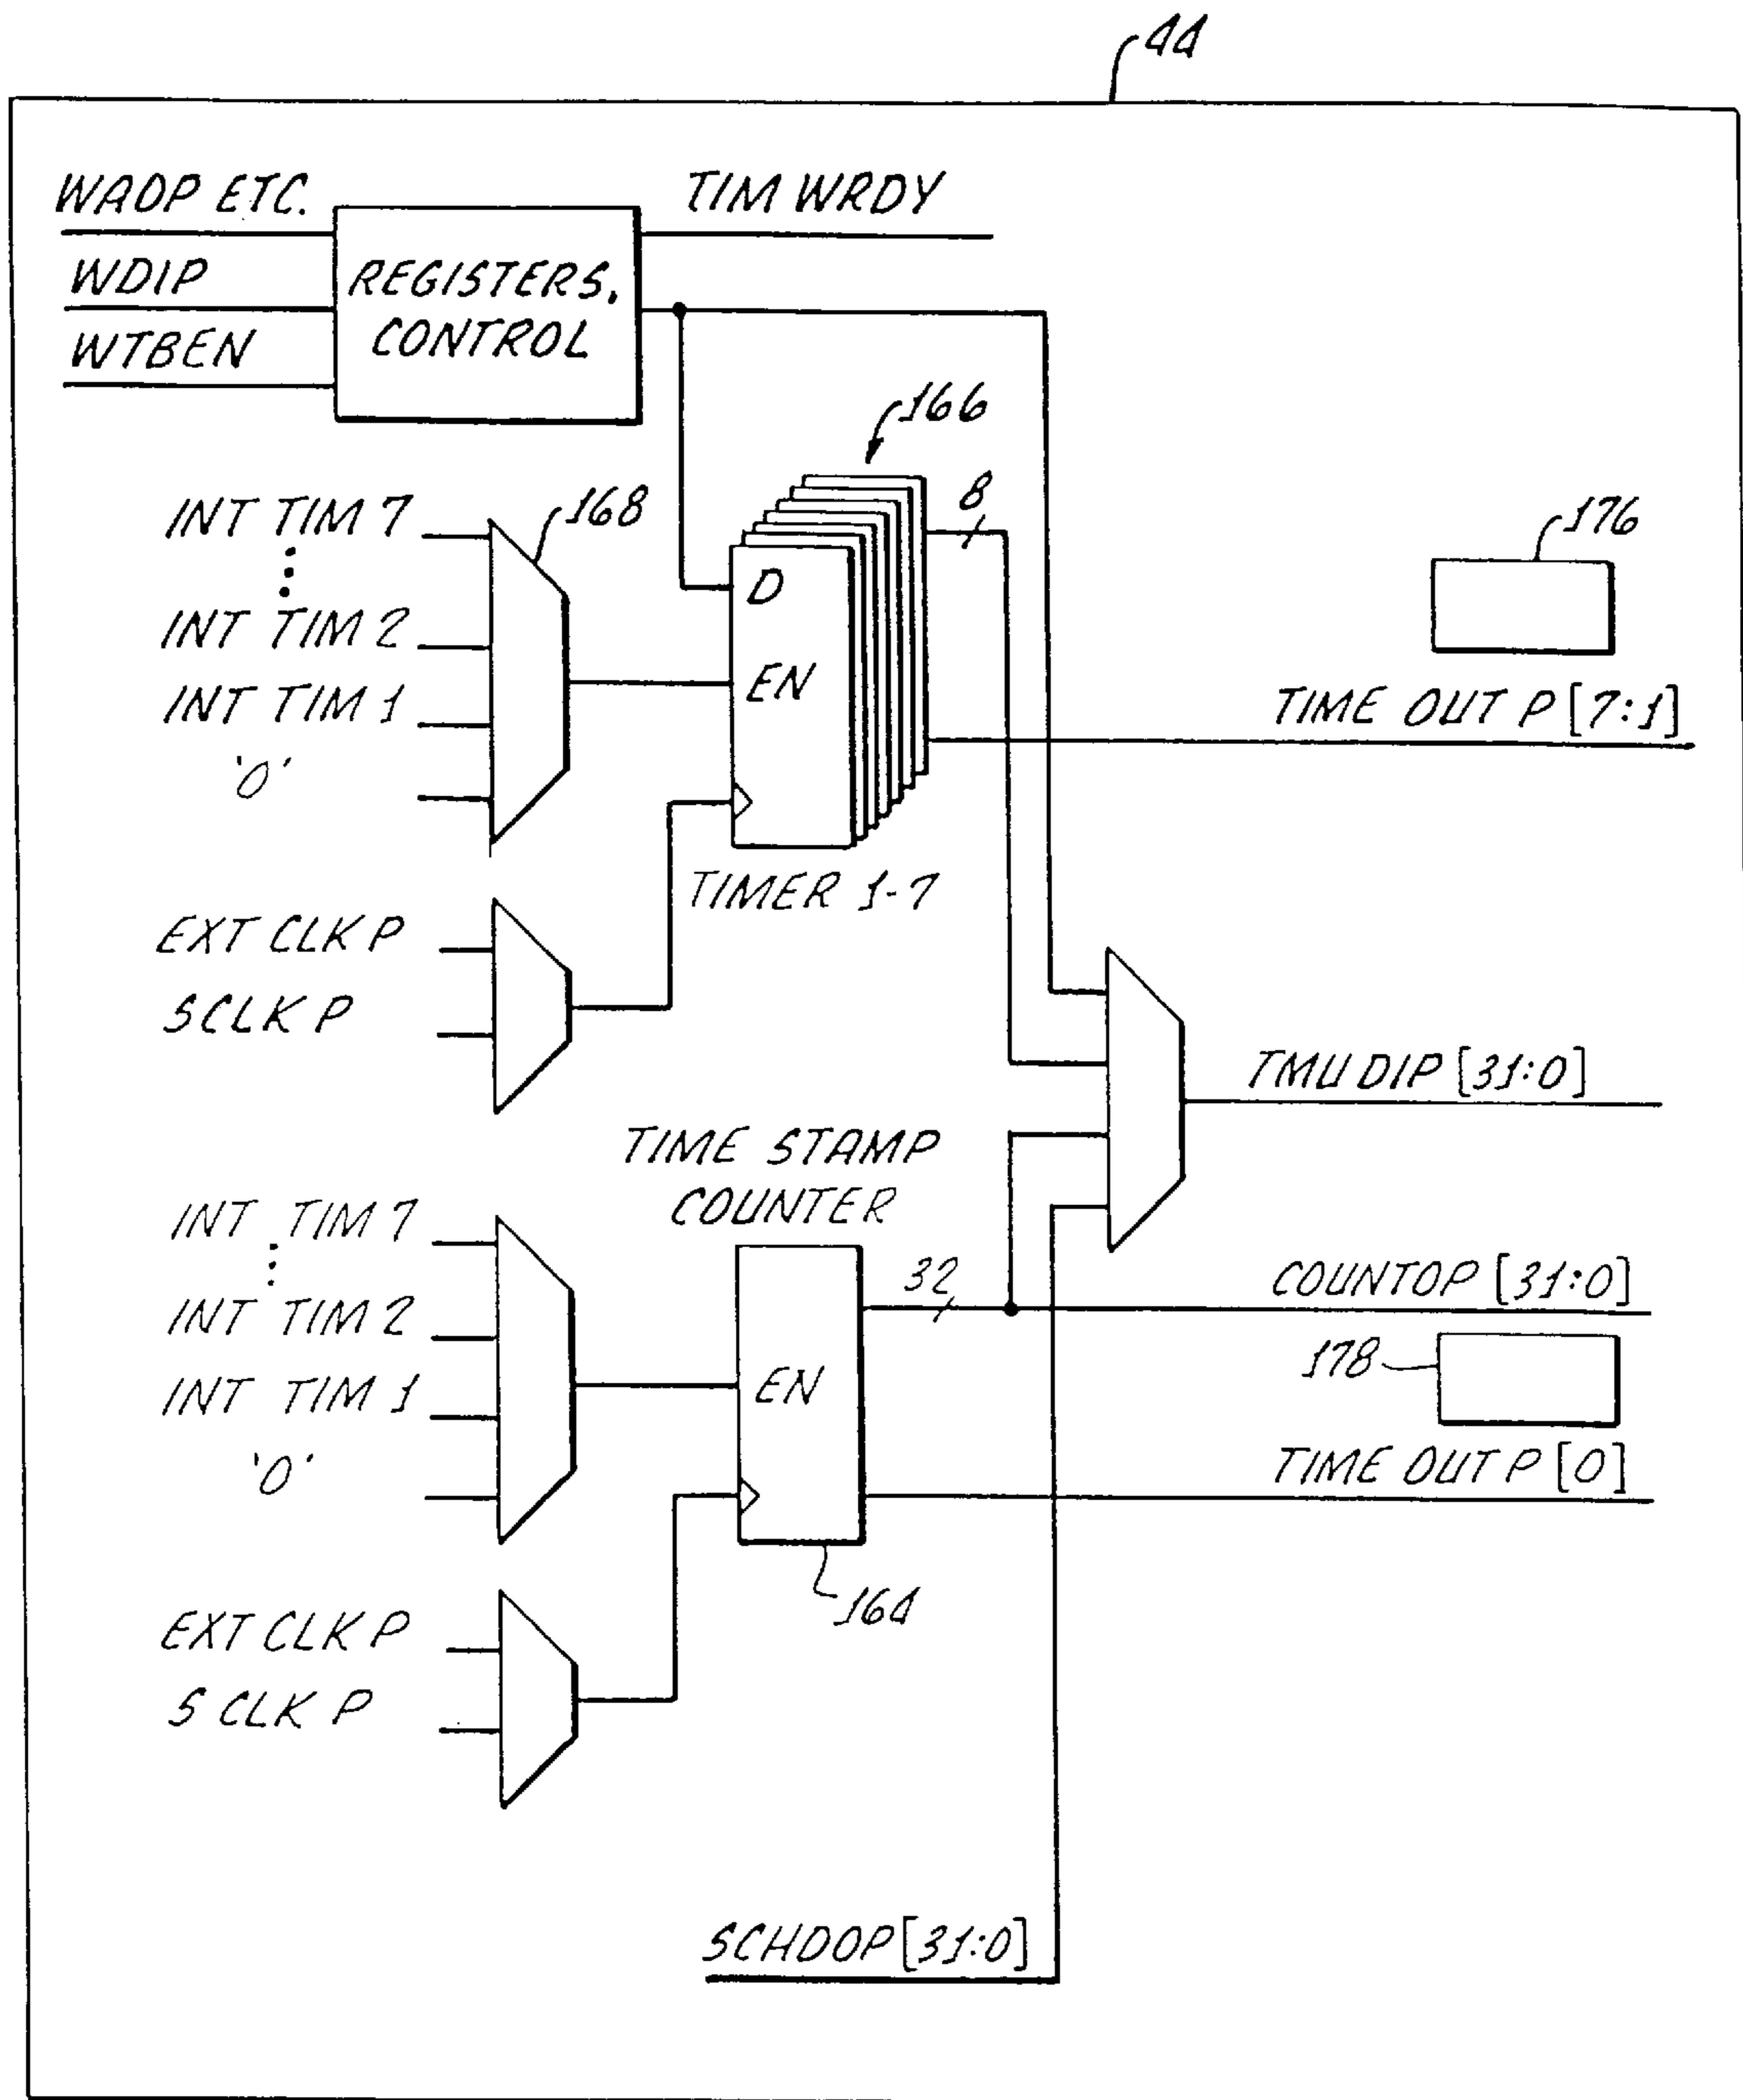 44
WADP ETC.
TIM WRDY
WDIP
REGISTERS.
CONTROL
WTBEN
166
8
INT TIM 7
168
176
D
INT TIM 2
EN
INT TIM 1
TIME OUT P [7:1]
'0'
TIMER 1-7
EXT CLK P
SCLK P
TMU DIP [31:0]
TIME STAMP
COUNTER
INT TIM 7
32
COUNTOP [31:0]
INT TIM 2
178
EN
INT TIM 1
TIME OUT P [0]
'0'
164
EXT CLK P
S CLK P
SCHDOP [31:0]